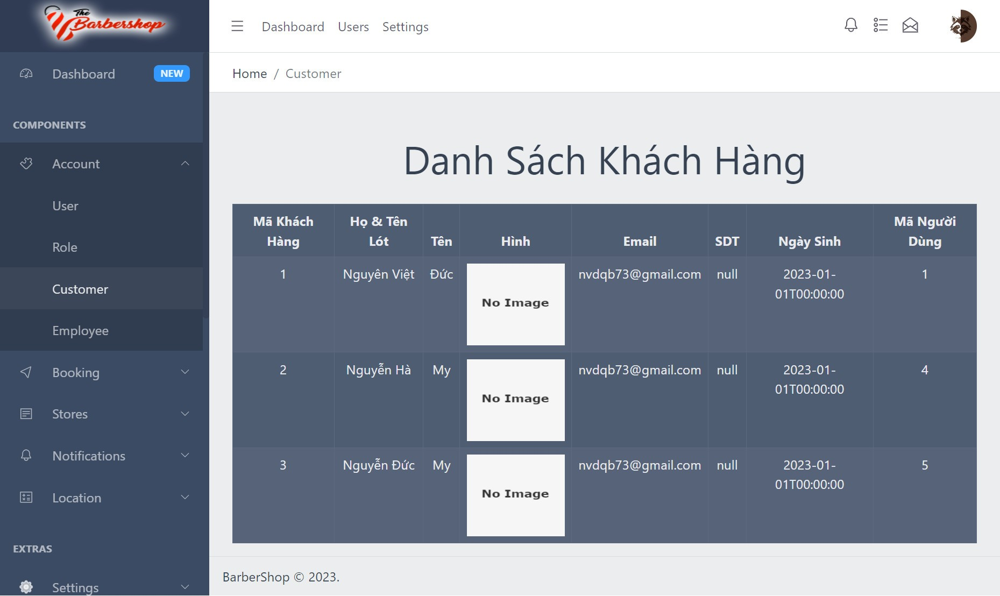 The
Barbershop
Dashboard NEW
COMPONENTS
Account
User
Role
Customer
Employee
Booking
Stores
Notifications
Location
EXTRAS
Settings
Dashboard Users Settings
Home / Customer
Danh Sách Khách Hàng
Mã Khách Hàng Họ & Tên Lót Tên Hình Email SDT Ngày Sinh Mã Người Dùng
1 Nguyên Việt Đức No Image nvdqb73@gmail.com null 2023-01-01T00:00:00 1
2 Nguyễn Hà My No Image nvdqb73@gmail.com null 2023-01-01T00:00:00 4
3 Nguyễn Đức My No Image nvdqb73@gmail.com null 2023-01-01T00:00:00 5
BarberShop © 2023.